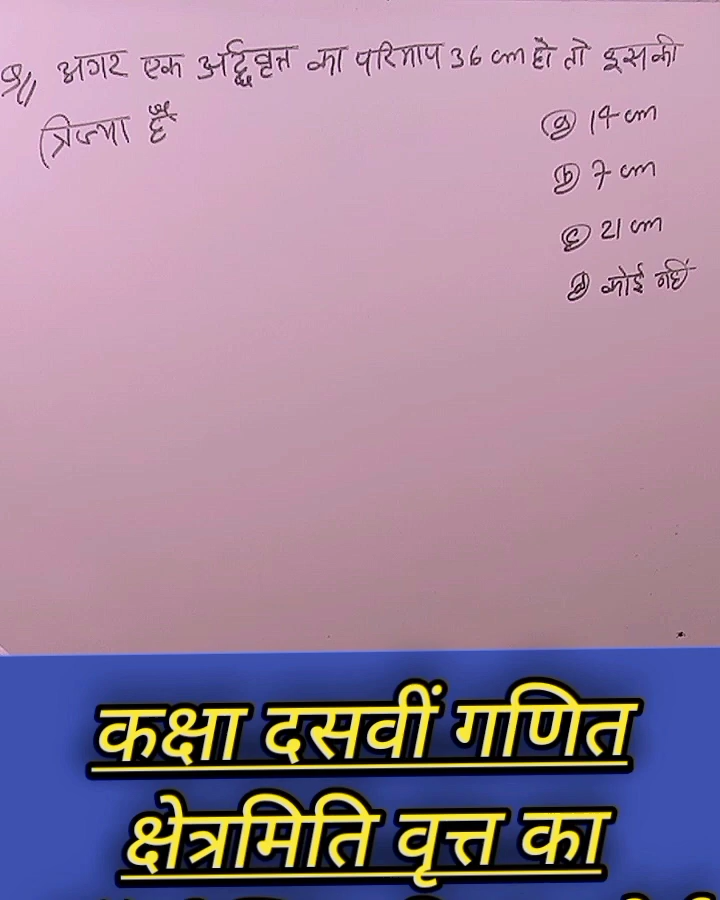 प्र// अगर एक अर्द्धवृत्त का परिमाप 36 cm हो तो इसकी
त्रिज्या है
(a) 14 cm
(b) 7 cm
(c) 21 cm
(d) कोई नहीं
कक्षा दसवीं गणित
क्षेत्रमिति वृत्त का